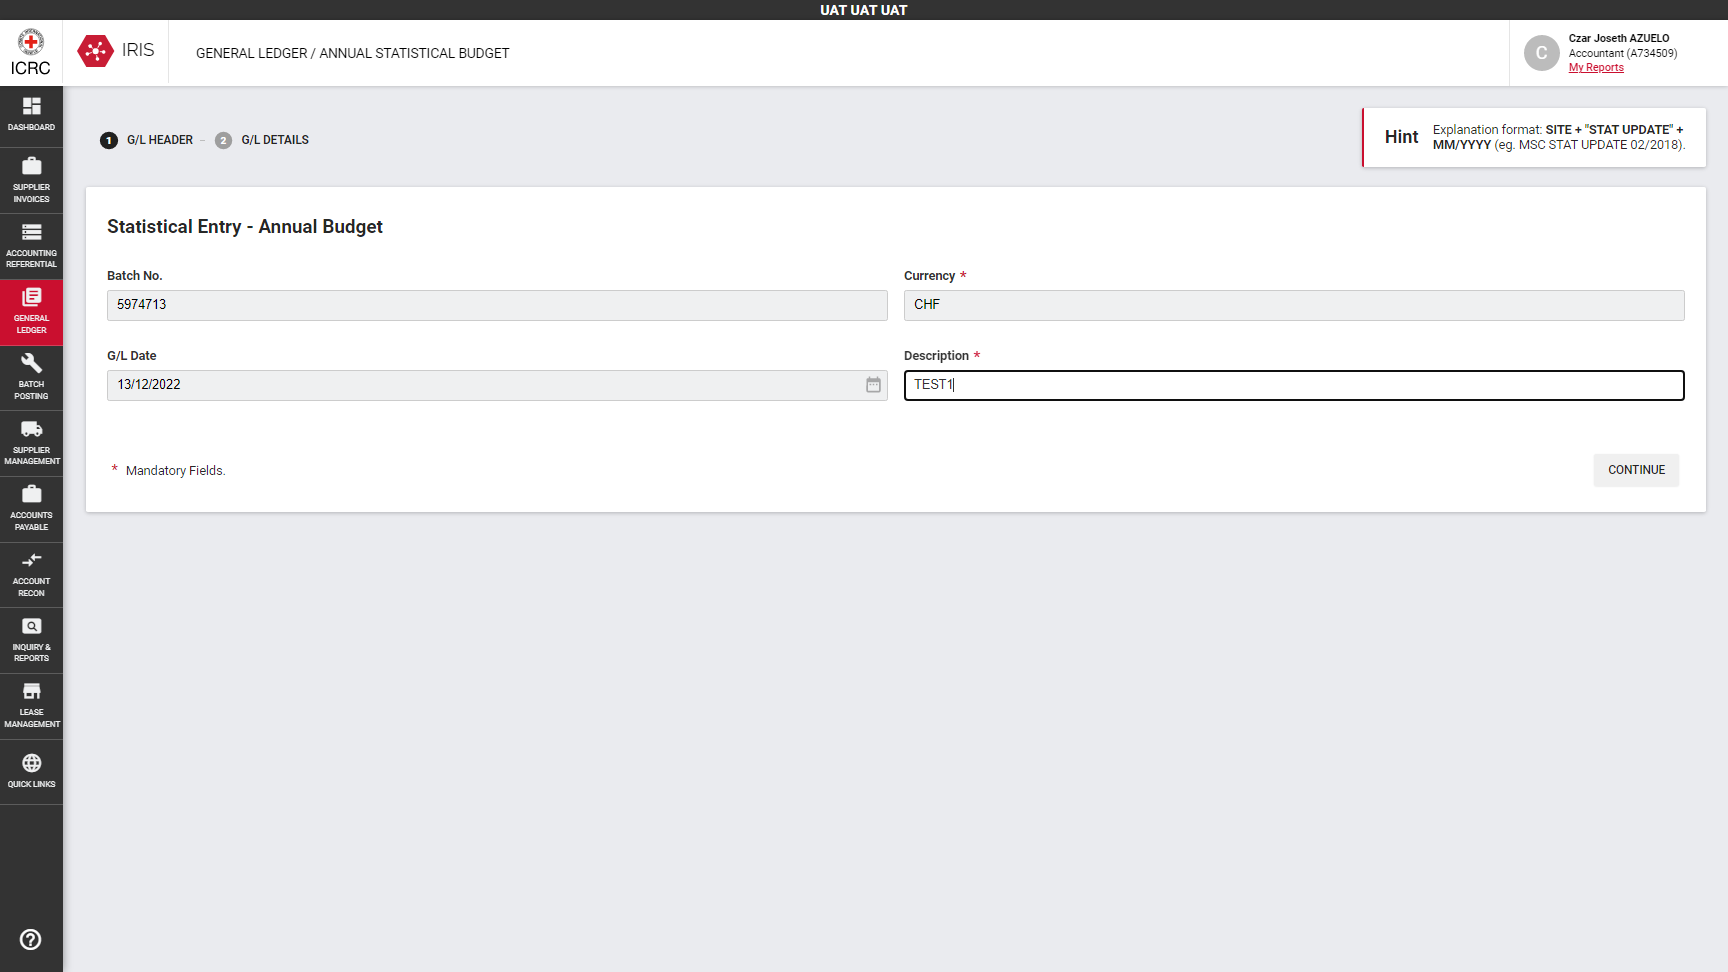 UAT UAT UAT
ICRC
IRIS
GENERAL LEDGER / ANNUAL STATISTICAL BUDGET
C
Czar Joseth AZUELO
Accountant (A734509)
My Reports
DASHBOARD
SUPPLIER
INVOICES
ACCOUNTING
REFERENTIAL
GENERAL
LEDGER
BATCH
POSTING
SUPPLIER
MANAGEMENT
ACCOUNTS
PAYABLE
ACCOUNT
RECON
INQUIRY &
REPORTS
LEASE
MANAGEMENT
QUICK LINKS
1 G/L HEADER – 2 G/L DETAILS
Hint
Explanation format: SITE + "STAT UPDATE" +
MM/YYYY (eg. MSC STAT UPDATE 02/2018).
Statistical Entry - Annual Budget
Batch No.
5974713
Currency *
CHF
G/L Date
13/12/2022
Description *
TEST1
* Mandatory Fields.
CONTINUE